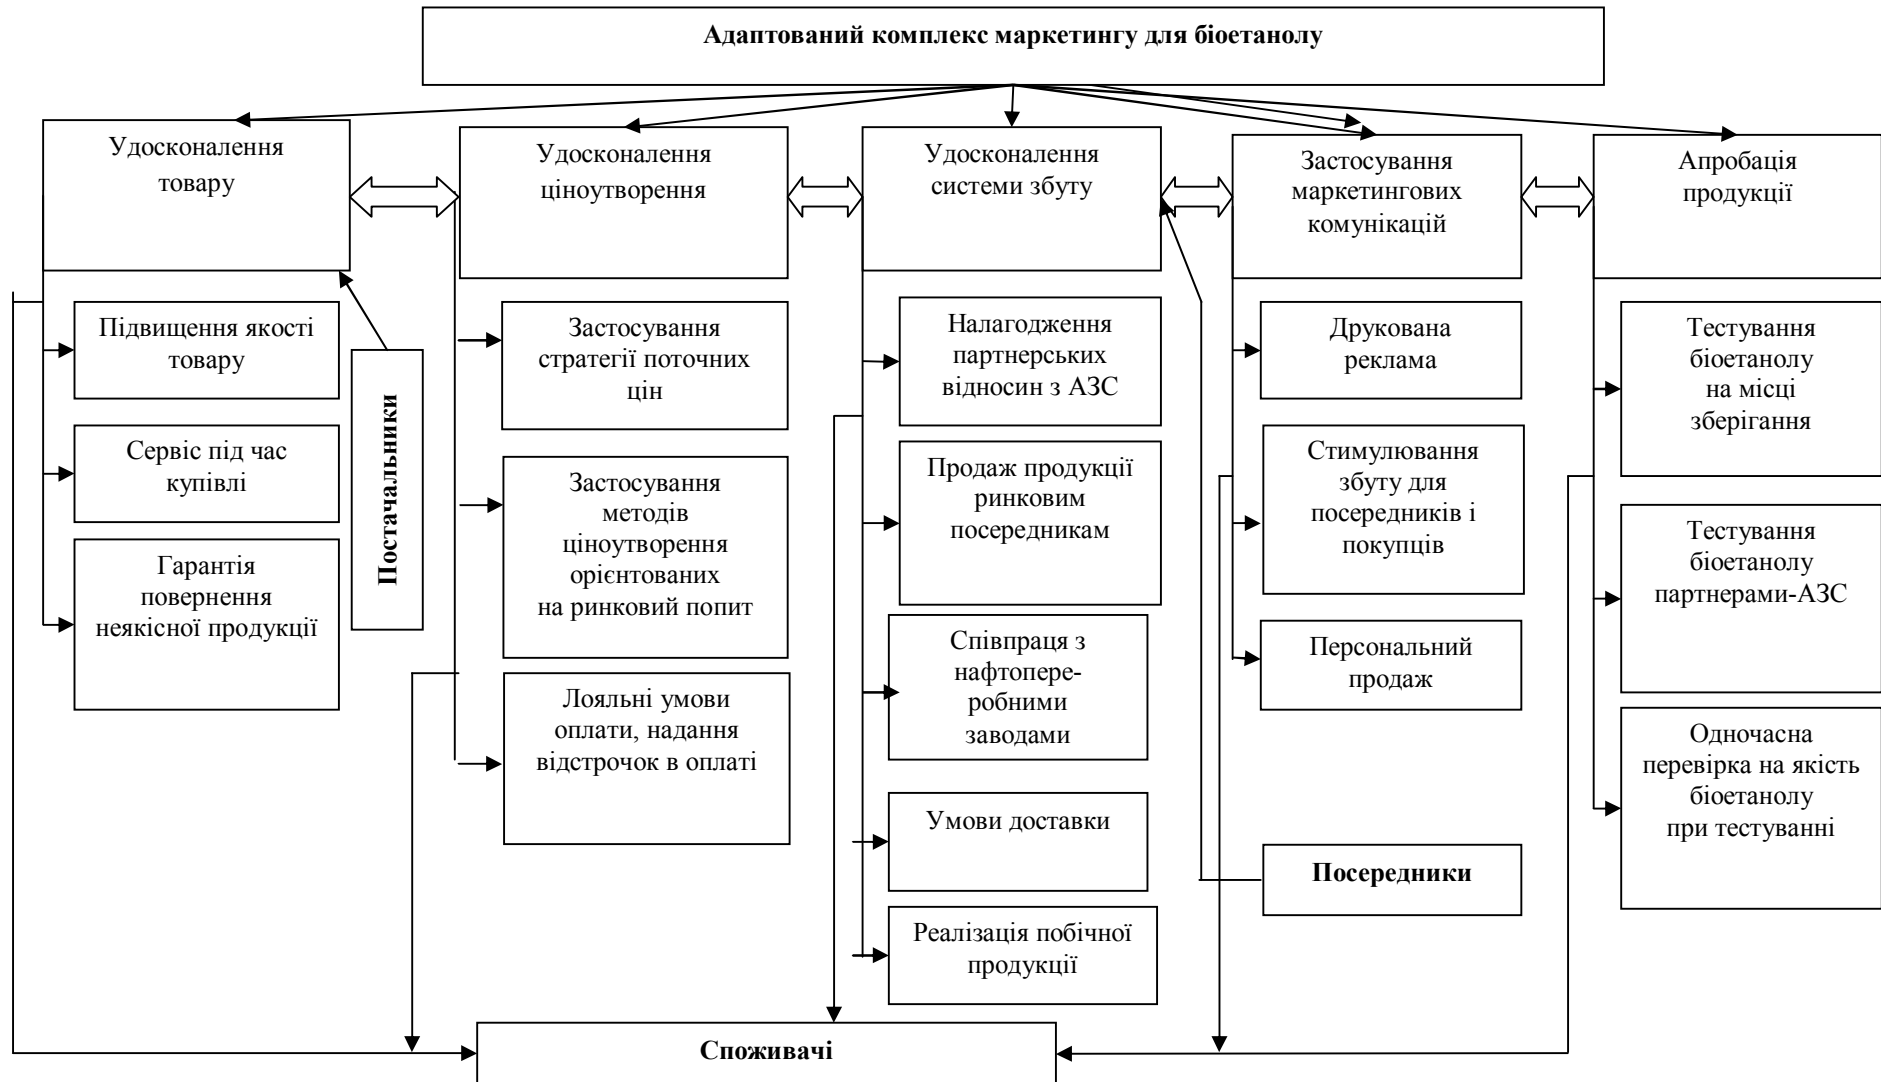 Адаптований комплекс маркетингу для біоетанолу
Удосконалення
товару
Удосконалення
ціноутворення
Удосконалення
системи збуту
Застосування
маркетингових
комунікацій
Апробація
продукції
Підвищення якості
товару
Сервіс під час
купівлі
Гарантія
повернення
неякісної продукції
Постачальники
Застосування
стратегії поточних
цін
Застосування
методів
ціноутворення
орієнтованих
на ринковий попит
Лояльні умови
оплати, надання
відстрочок в оплаті
Налагодження
партнерських
відносин з АЗС
Продаж продукції
ринковим
посередникам
Співпраця з
нафтопере-
робними
заводами
Умови доставки
Реалізація побічної
продукції
Друкована
реклама
Стимулювання
збуту для
посередників і
покупців
Персональний
продаж
Посередники
Тестування
біоетанолу
на місці
зберігання
Тестування
біоетанолу
партнерами-АЗС
Одночасна
перевірка на якість
біоетанолу
при тестуванні
Споживачі